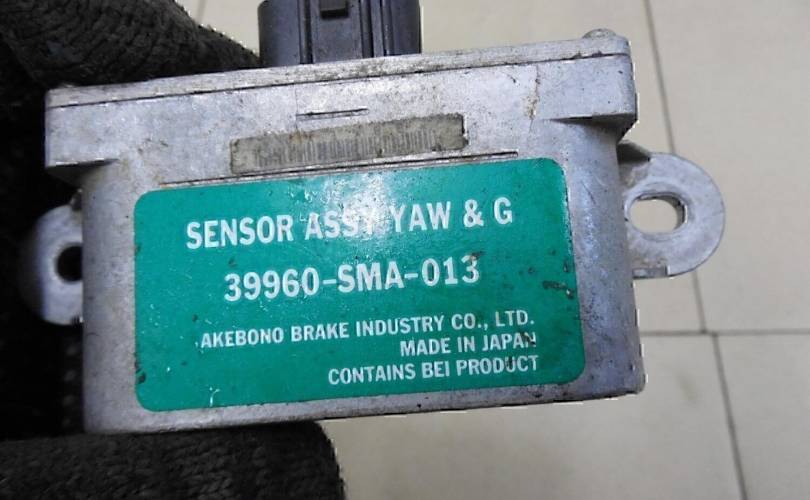 SENSOR ASSY YAW & G
39960-SMA-013
AKEBONO BRAKE INDUSTRY CO., LTD.
MADE IN JAPAN
CONTAINS BEI PRODUCT